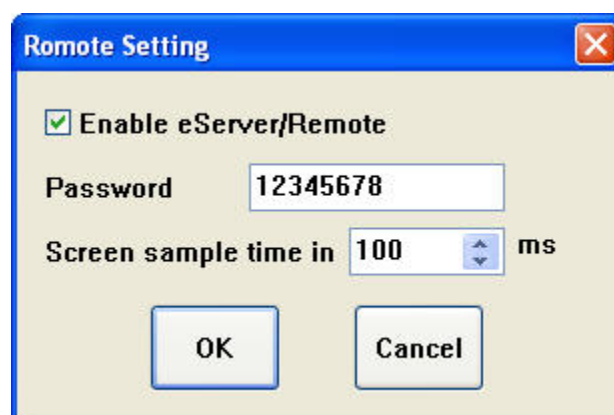 Romote Setting
Enable eServer/Remote
Password 12345678
Screen sample time in 100 ms
OK Cancel